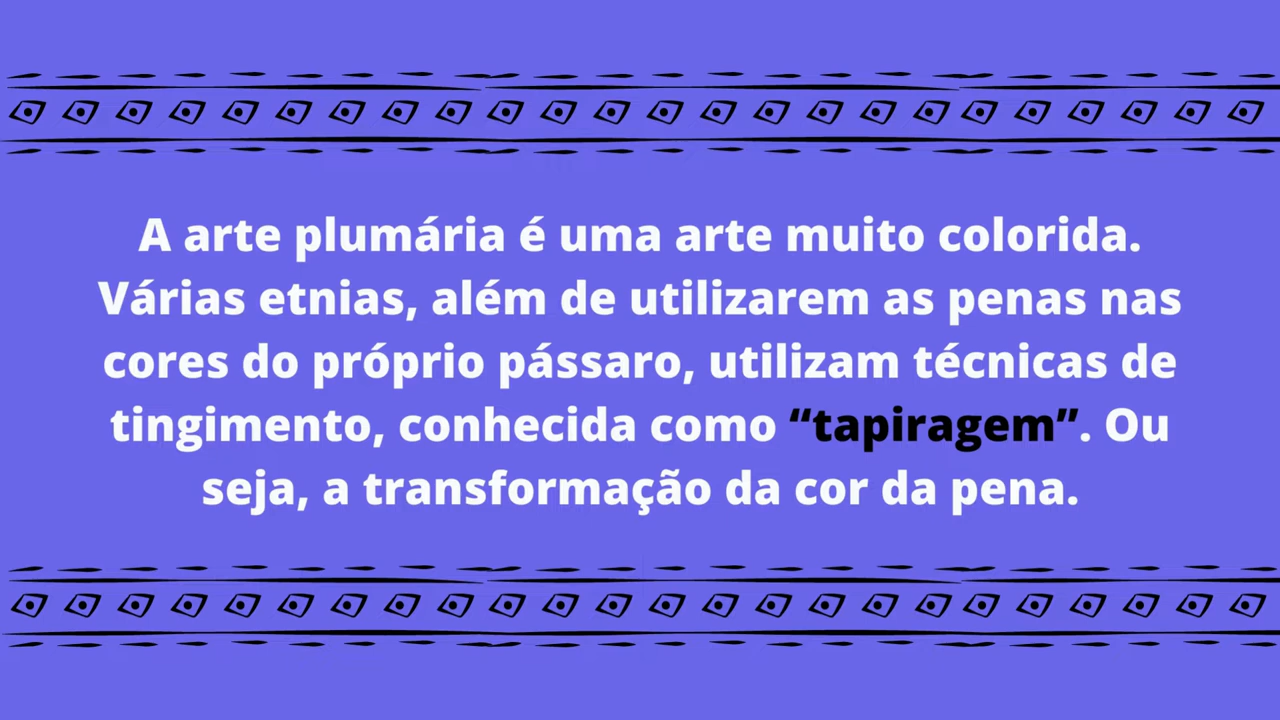 A arte plumária é uma arte muito colorida.
Várias etnias, além de utilizarem as penas nas
cores do próprio pássaro, utilizam técnicas de
tingimento, conhecida como “tapiragem”. Ou
seja, a transformação da cor da pena.